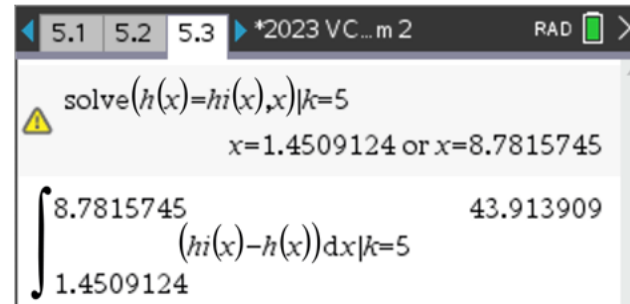 5.1 5.2 5.3 *2023 VC...m 2 RAD
solve(h(x)=hi(x),x)|k=5
x=1.4509124 or x=8.7815745
∫ 8.7815745 43.913909
(hi(x)-h(x))dx|k=5
1.4509124